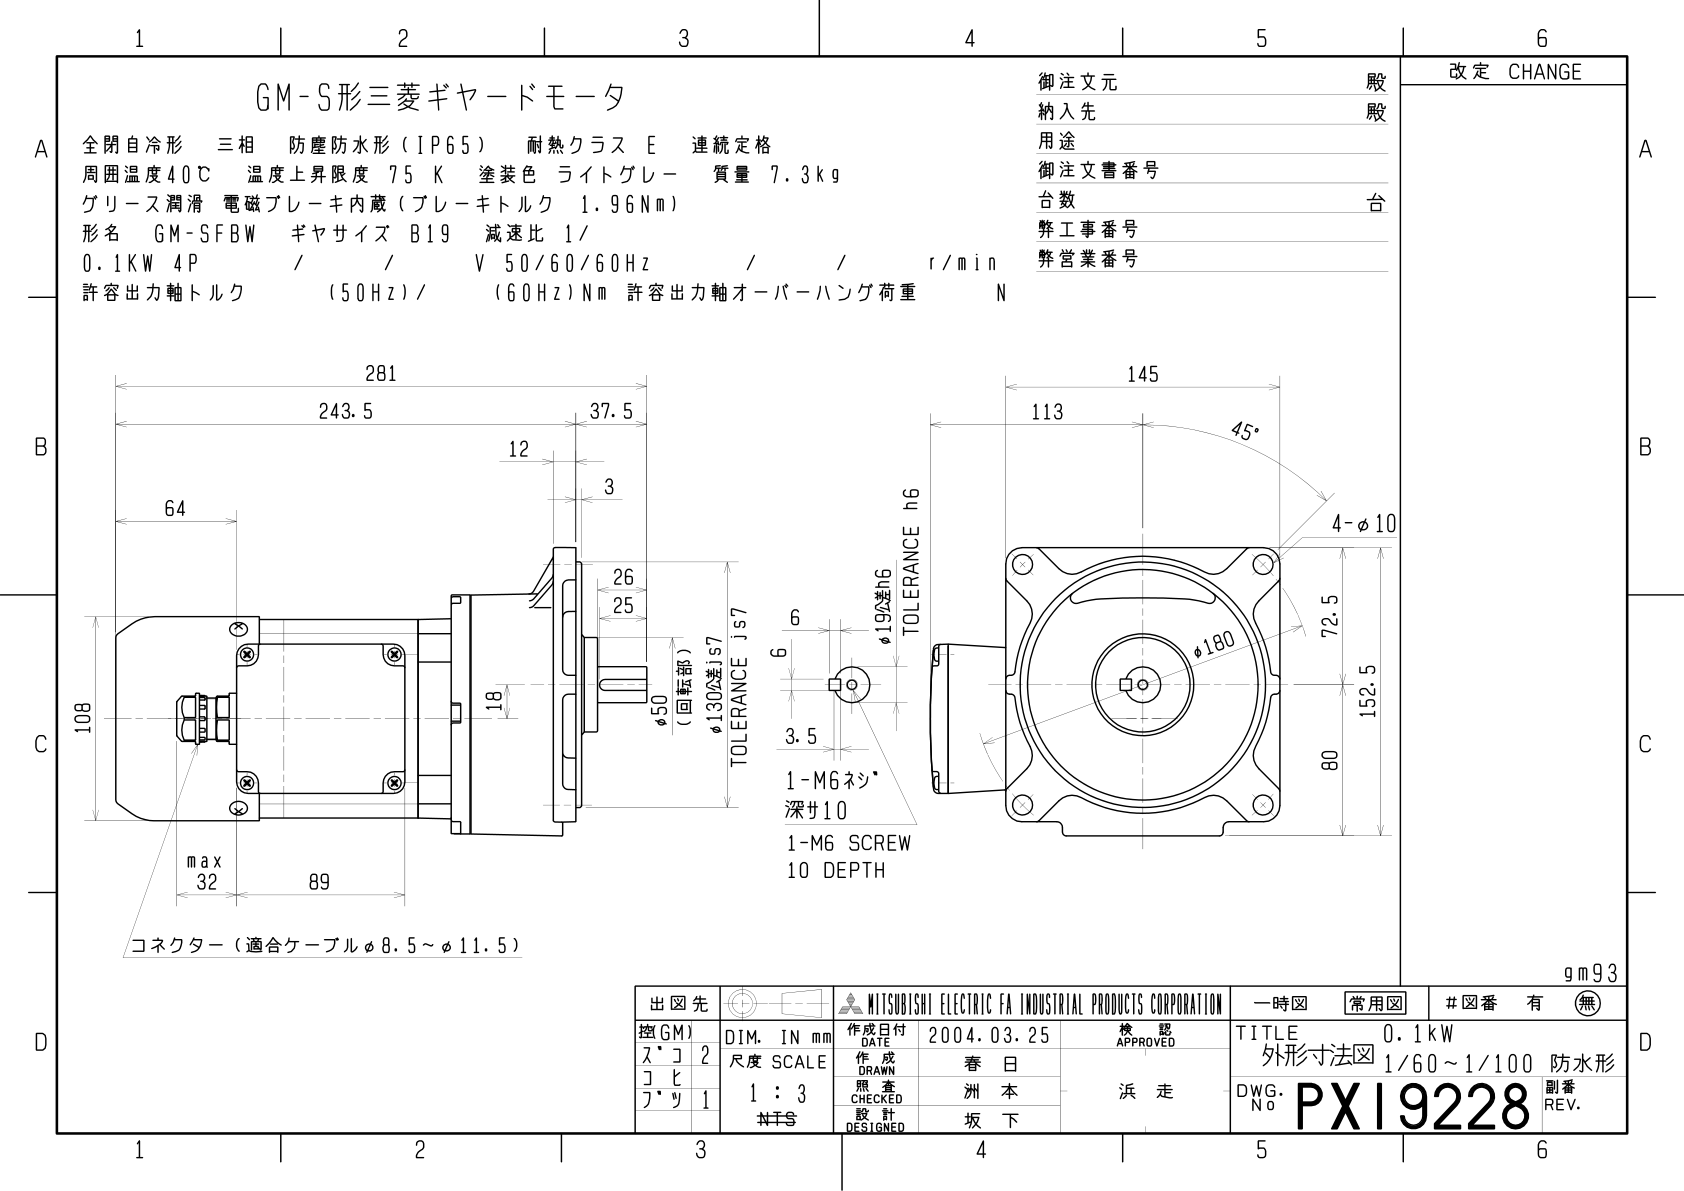 1 2 3 4 5 6
改定 CHANGE
GM-S形三菱ギヤードモータ
全閉自冷形 三相 防塵防水形(IP65) 耐熱クラス E 連続定格
周囲温度40℃ 温度上昇限度 75 K 塗装色 ライトグレー 質量 7.3kg
グリース潤滑 電磁ブレーキ内蔵(ブレーキトルク 1.96Nm)
形名 GM-SFBW ギヤサイズ B19 減速比 1/
0.1KW 4P / / V 50/60/60Hz / / r/min
許容出力軸トルク (50Hz)/ (60Hz)Nm 許容出力軸オーバーハング荷重 N
御注文元 殿
納入先 殿
用途
御注文書番号
台数 台
弊工事番号
弊営業番号
A A
B B
C C
D D
281
243.5 37.5
12
3
64
26
25
108
18
φ50
(回転部)
φ130公差js7
TOLERANCE js7
max
32
89
コネクター(適合ケーブルφ8.5~φ11.5)
6
6
3.5
φ19公差h6
TOLERANCE h6
1-M6ネジ
深サ10
1-M6 SCREW
10 DEPTH
145
113
45°
4-φ10
φ180
72.5
152.5
80
gm93
出図先
控(GM)
スﾞコ 2
コヒ
フﾞツ 1
DIM. IN mm
尺度 SCALE
1 : 3
NTS
MITSUBISHI ELECTRIC FA INDUSTRIAL PRODUCTS CORPORATION
作成日付
DATE
2004.03.25
検 認
APPROVED
作 成
DRAWN
春 日
照 査
CHECKED
洲 本
浜 走
設 計
DESIGNED
坂 下
一時図 常用図 #図番 有 無
TITLE 0.1kW
外形寸法図 1/60~1/100 防水形
DWG.
No
PX19228
副番
REV.
1 2 3 4 5 6